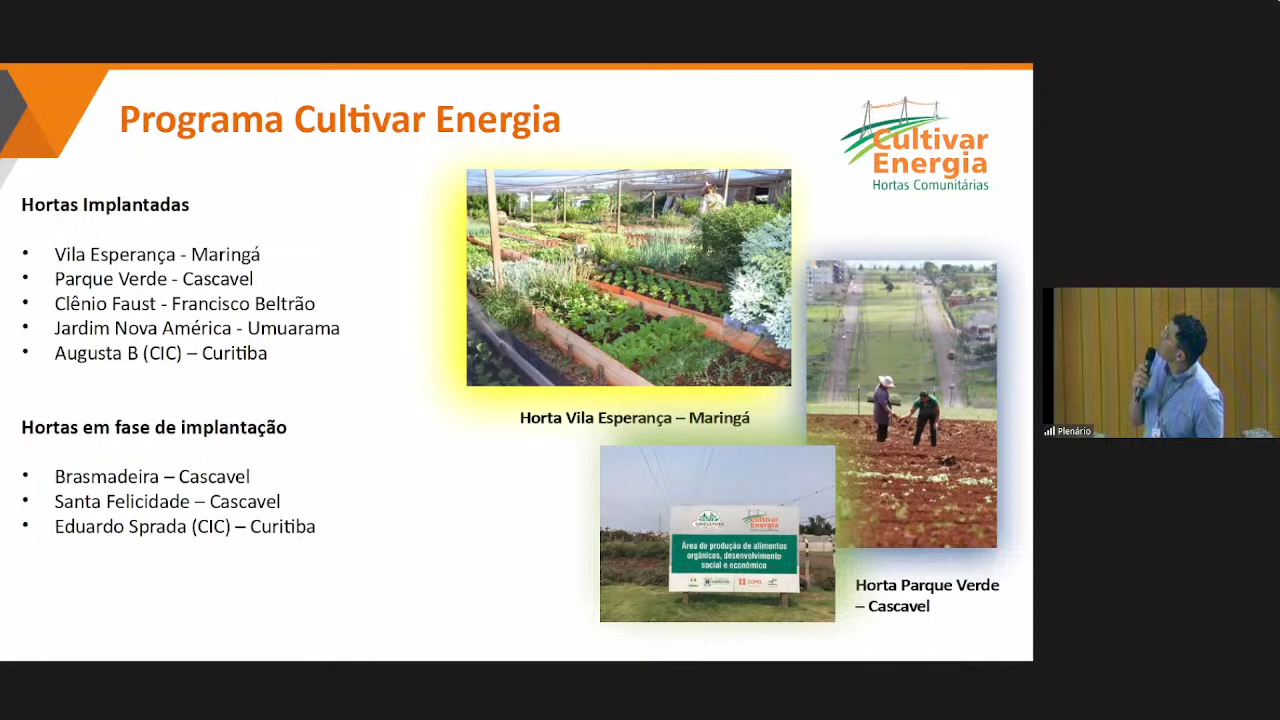 Programa Cultivar Energia
Cultivar
Energia
Hortas Comunitárias
Hortas Implantadas
• Vila Esperança - Maringá
• Parque Verde - Cascavel
• Clênio Faust - Francisco Beltrão
• Jardim Nova América - Umuarama
• Augusta B (CIC) – Curitiba
Hortas em fase de implantação
• Brasmadeira – Cascavel
• Santa Felicidade – Cascavel
• Eduardo Sprada (CIC) – Curitiba
Horta Vila Esperança – Maringá
Cultivar
Energia
Área de produção de alimentos
orgânicos, desenvolvimento
social e econômico
COPEL
Horta Parque Verde
– Cascavel
Plenário